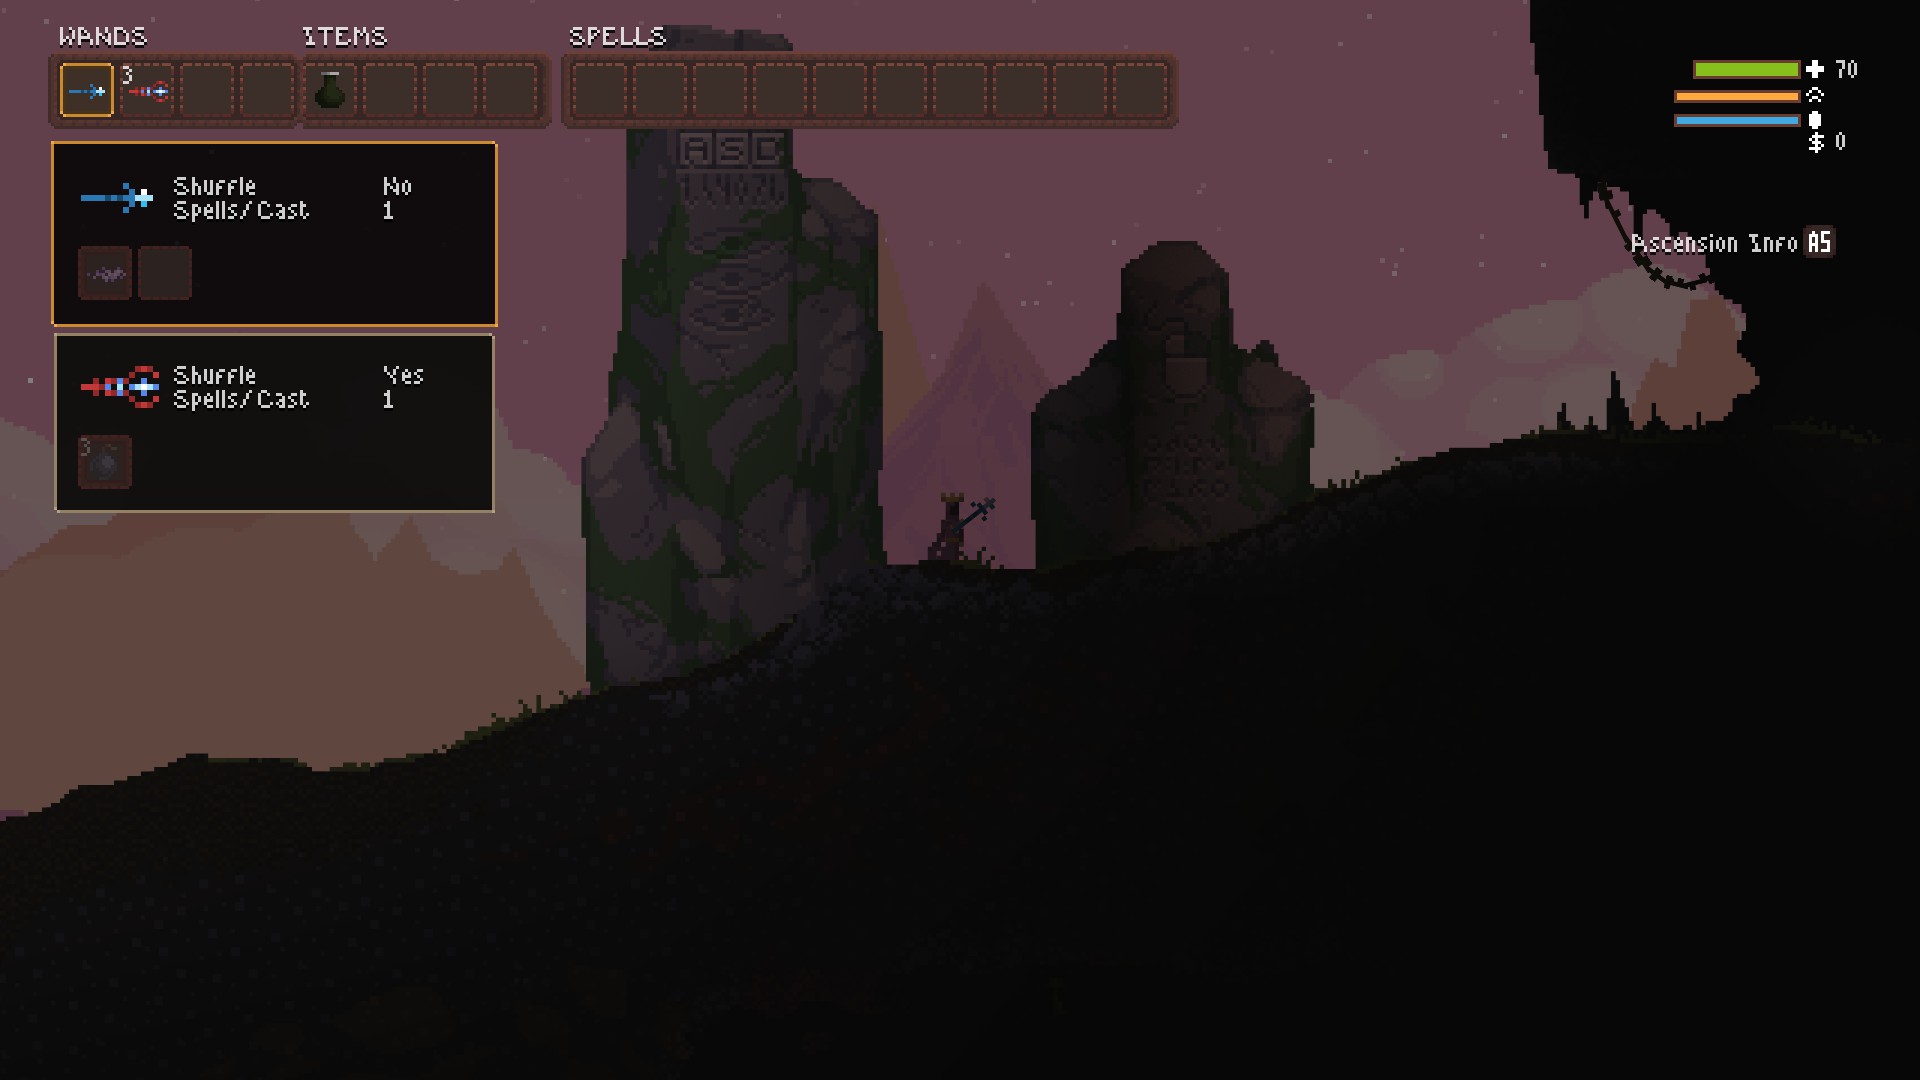 WANDS ITEMS SPELLS
3
70
0
ASC
Shuffle No
Spells/Cast 1
Ascension Info A5
Shuffle Yes
Spells/Cast 1
3